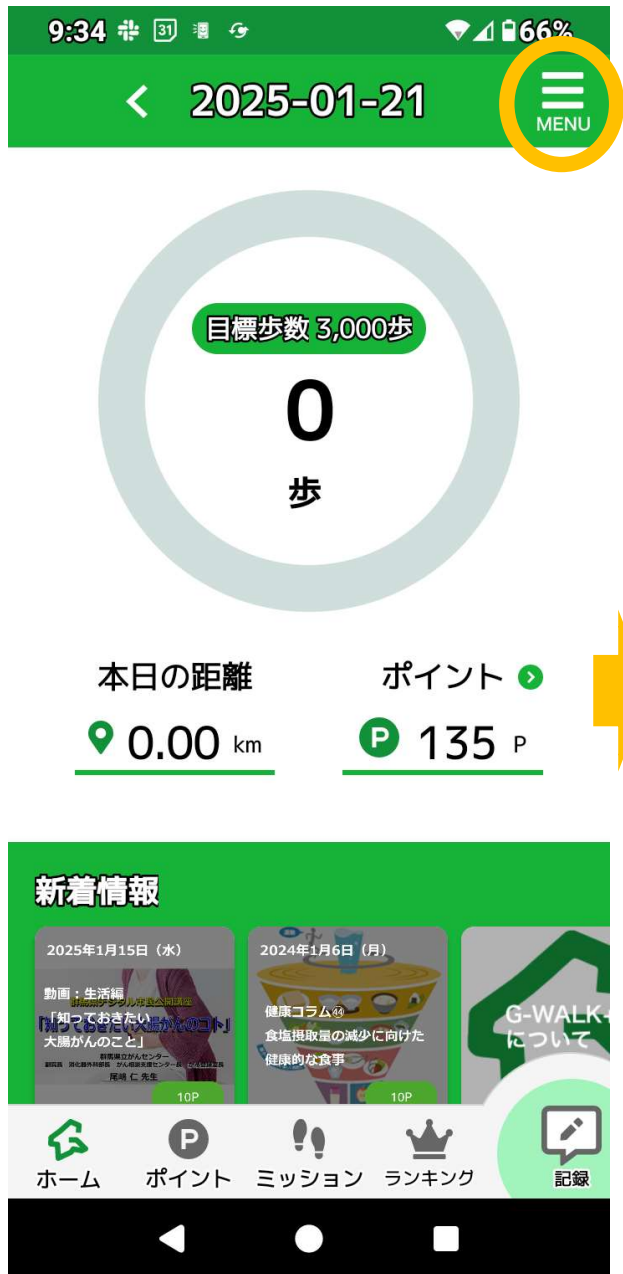 9:34
31
66%
2025-01-21
MENU
目標歩数 3,000歩
0
歩
本日の距離
ポイント
0.00 km
P 135 P
新着情報
2025年1月15日（水）
動画：生活編
「知っておきたい
大腸がんのこと」
群馬県立がんセンター
尾嶋 仁 先生
10P
2024年1月6日（月）
健康コラム㊹
食塩摂取量の減少に向けた
健康的な食事
10P
G-WALK+
について
ホーム
P
ポイント
ミッション
ランキング
記録